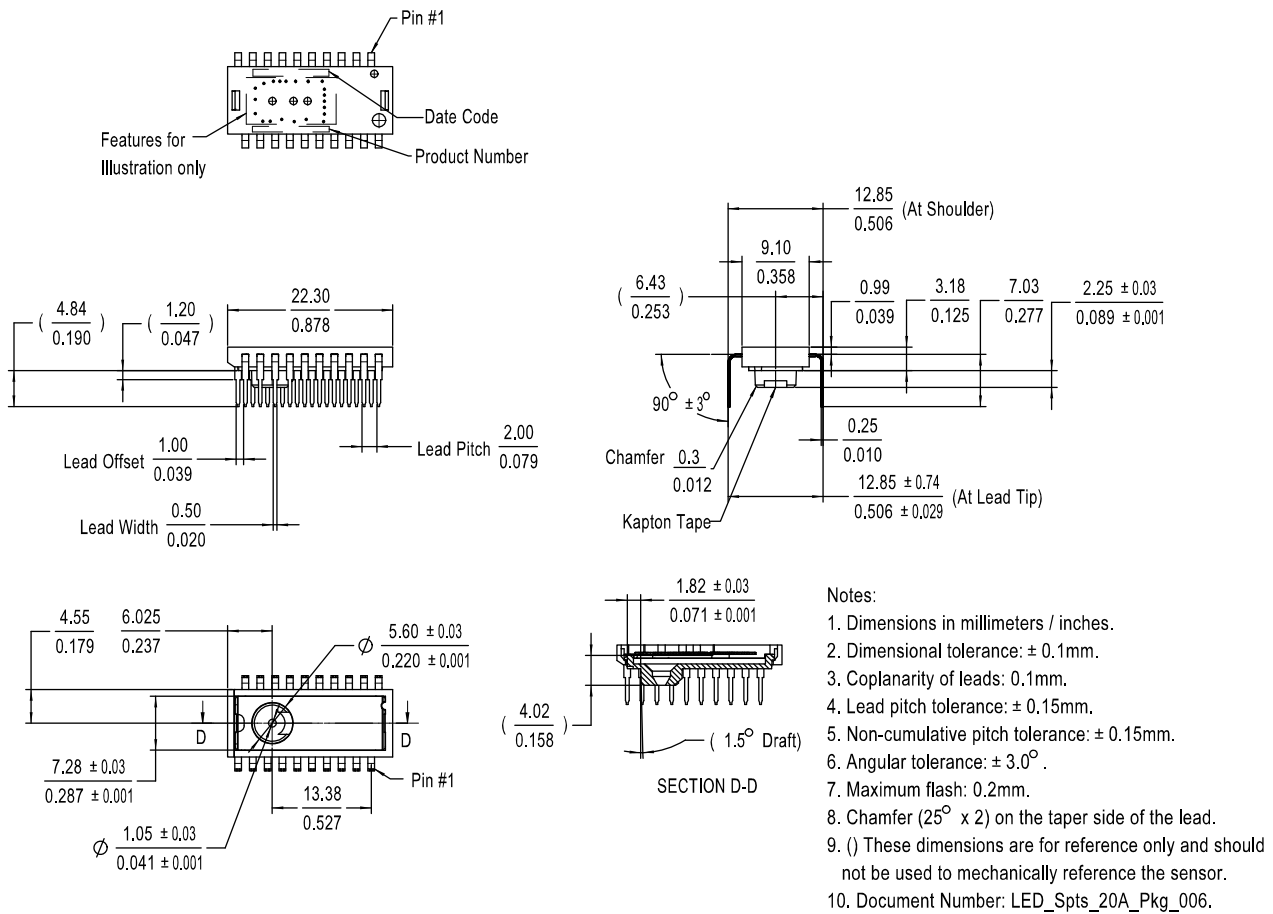 Pin #1
Date Code
Features for
Illustration only
Product Number
12.85
0.506
(At Shoulder)
9.10
0.358
( 6.43
0.253 )
0.99
0.039
3.18
0.125
7.03
0.277
2.25 ± 0.03
0.089 ± 0.001
( 4.84
0.190 )
( 1.20
0.047 )
22.30
0.878
90° ±3°
Lead Offset 1.00
0.039
Lead Pitch 2.00
0.079
Lead Width 0.50
0.020
0.25
0.010
Chamfer 0.3
0.012
12.85 ± 0.74
0.506 ± 0.029
(At Lead Tip)
Kapton Tape
4.55
0.179
6.025
0.237
Ø 5.60 ± 0.03
0.220 ± 0.001
D
D
7.28 ± 0.03
0.287 ± 0.001
Pin #1
13.38
0.527
Ø 1.05 ± 0.03
0.041 ± 0.001
1.82 ± 0.03
0.071 ± 0.001
( 4.02
0.158 )
( 1.5° Draft)
SECTION D-D
Notes:
1. Dimensions in millimeters / inches.
2. Dimensional tolerance: ± 0.1mm.
3. Coplanarity of leads: 0.1mm.
4. Lead pitch tolerance: ± 0.15mm.
5. Non-cumulative pitch tolerance: ± 0.15mm.
6. Angular tolerance: ± 3.0° .
7. Maximum flash: 0.2mm.
8. Chamfer (25° x 2) on the taper side of the lead.
9. () These dimensions are for reference only and should
not be used to mechanically reference the sensor.
10. Document Number: LED_Spts_20A_Pkg_006.